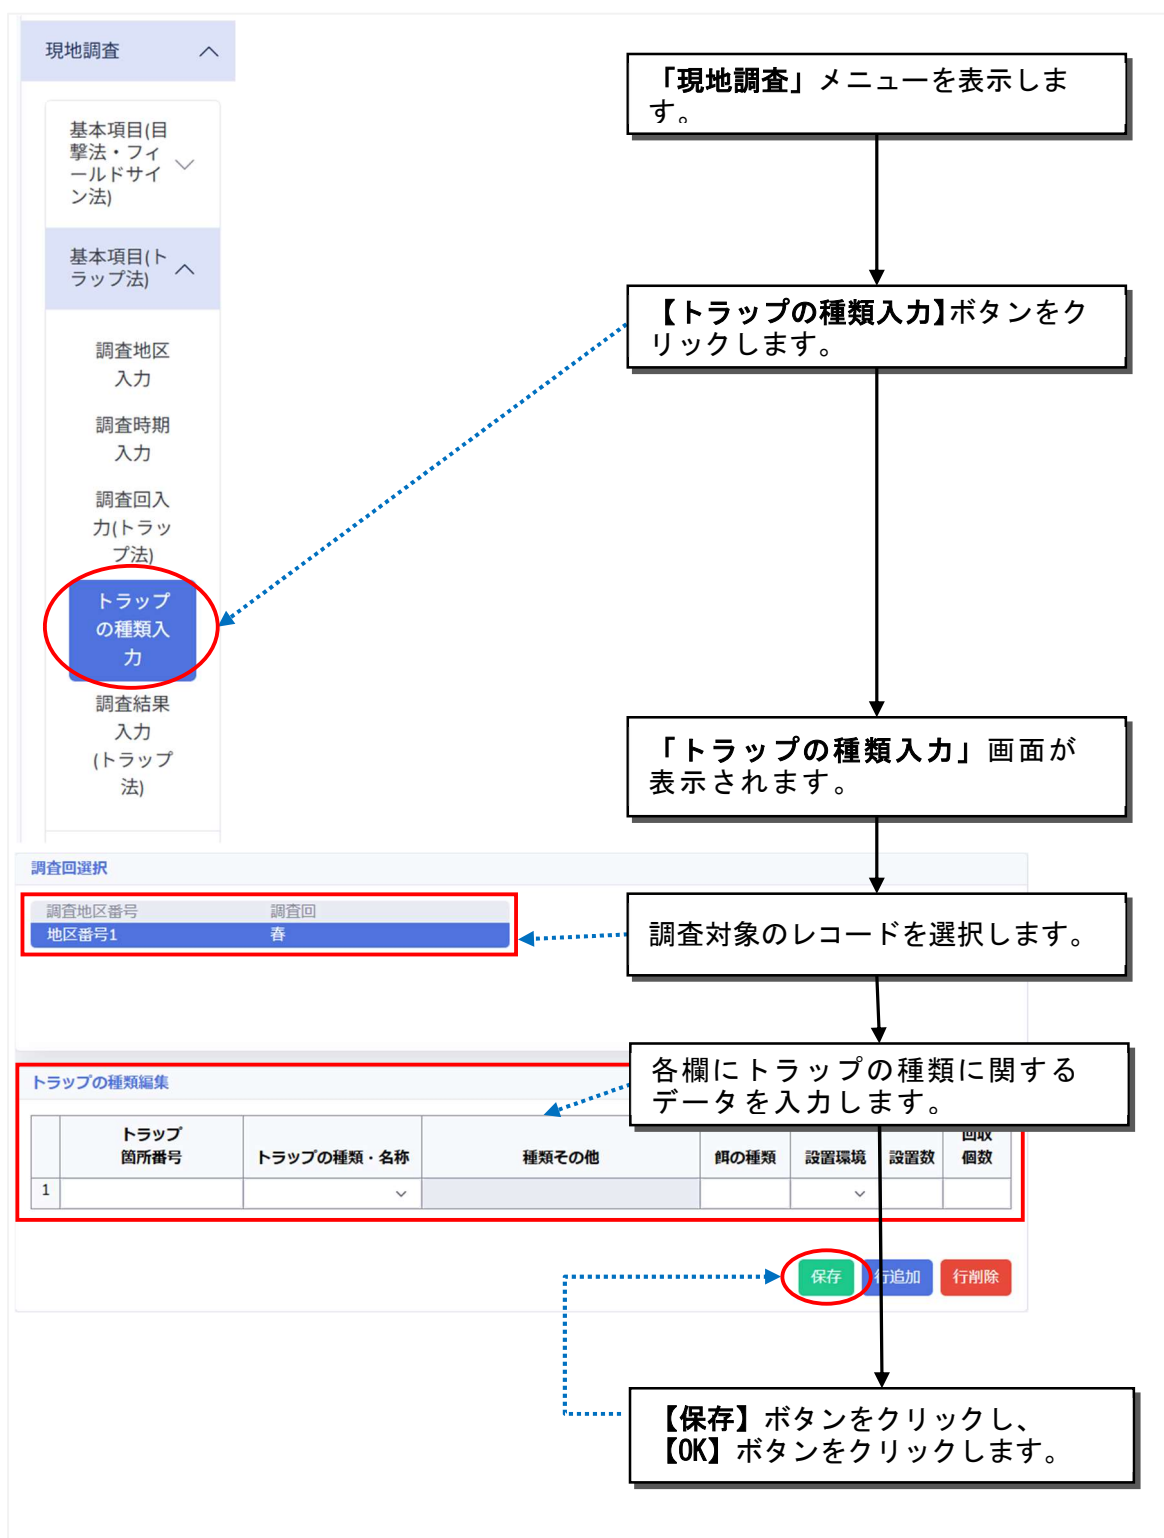 現地調査
基本項目(目
撃法・フィ
ールドサイ
ン法)
基本項目(ト
ラップ法)
調査地区
入力
調査時期
入力
調査回入
力(トラッ
プ法)
トラップ
の種類入
力
調査結果
入力
(トラップ
法)
「現地調査」メニューを表示しま
す。
【トラップの種類入力】ボタンをク
リックします。
「トラップの種類入力」画面が
表示されます。
調査回選択
調査地区番号 調査回
地区番号1 春
調査対象のレコードを選択します。
各欄にトラップの種類に関する
データを入力します。
トラップの種類編集
トラップ
箇所番号 トラップの種類・名称 種類その他 餌の種類 設置環境 設置数 回収
個数
1
保存 行追加 行削除
【保存】ボタンをクリックし、
【OK】ボタンをクリックします。